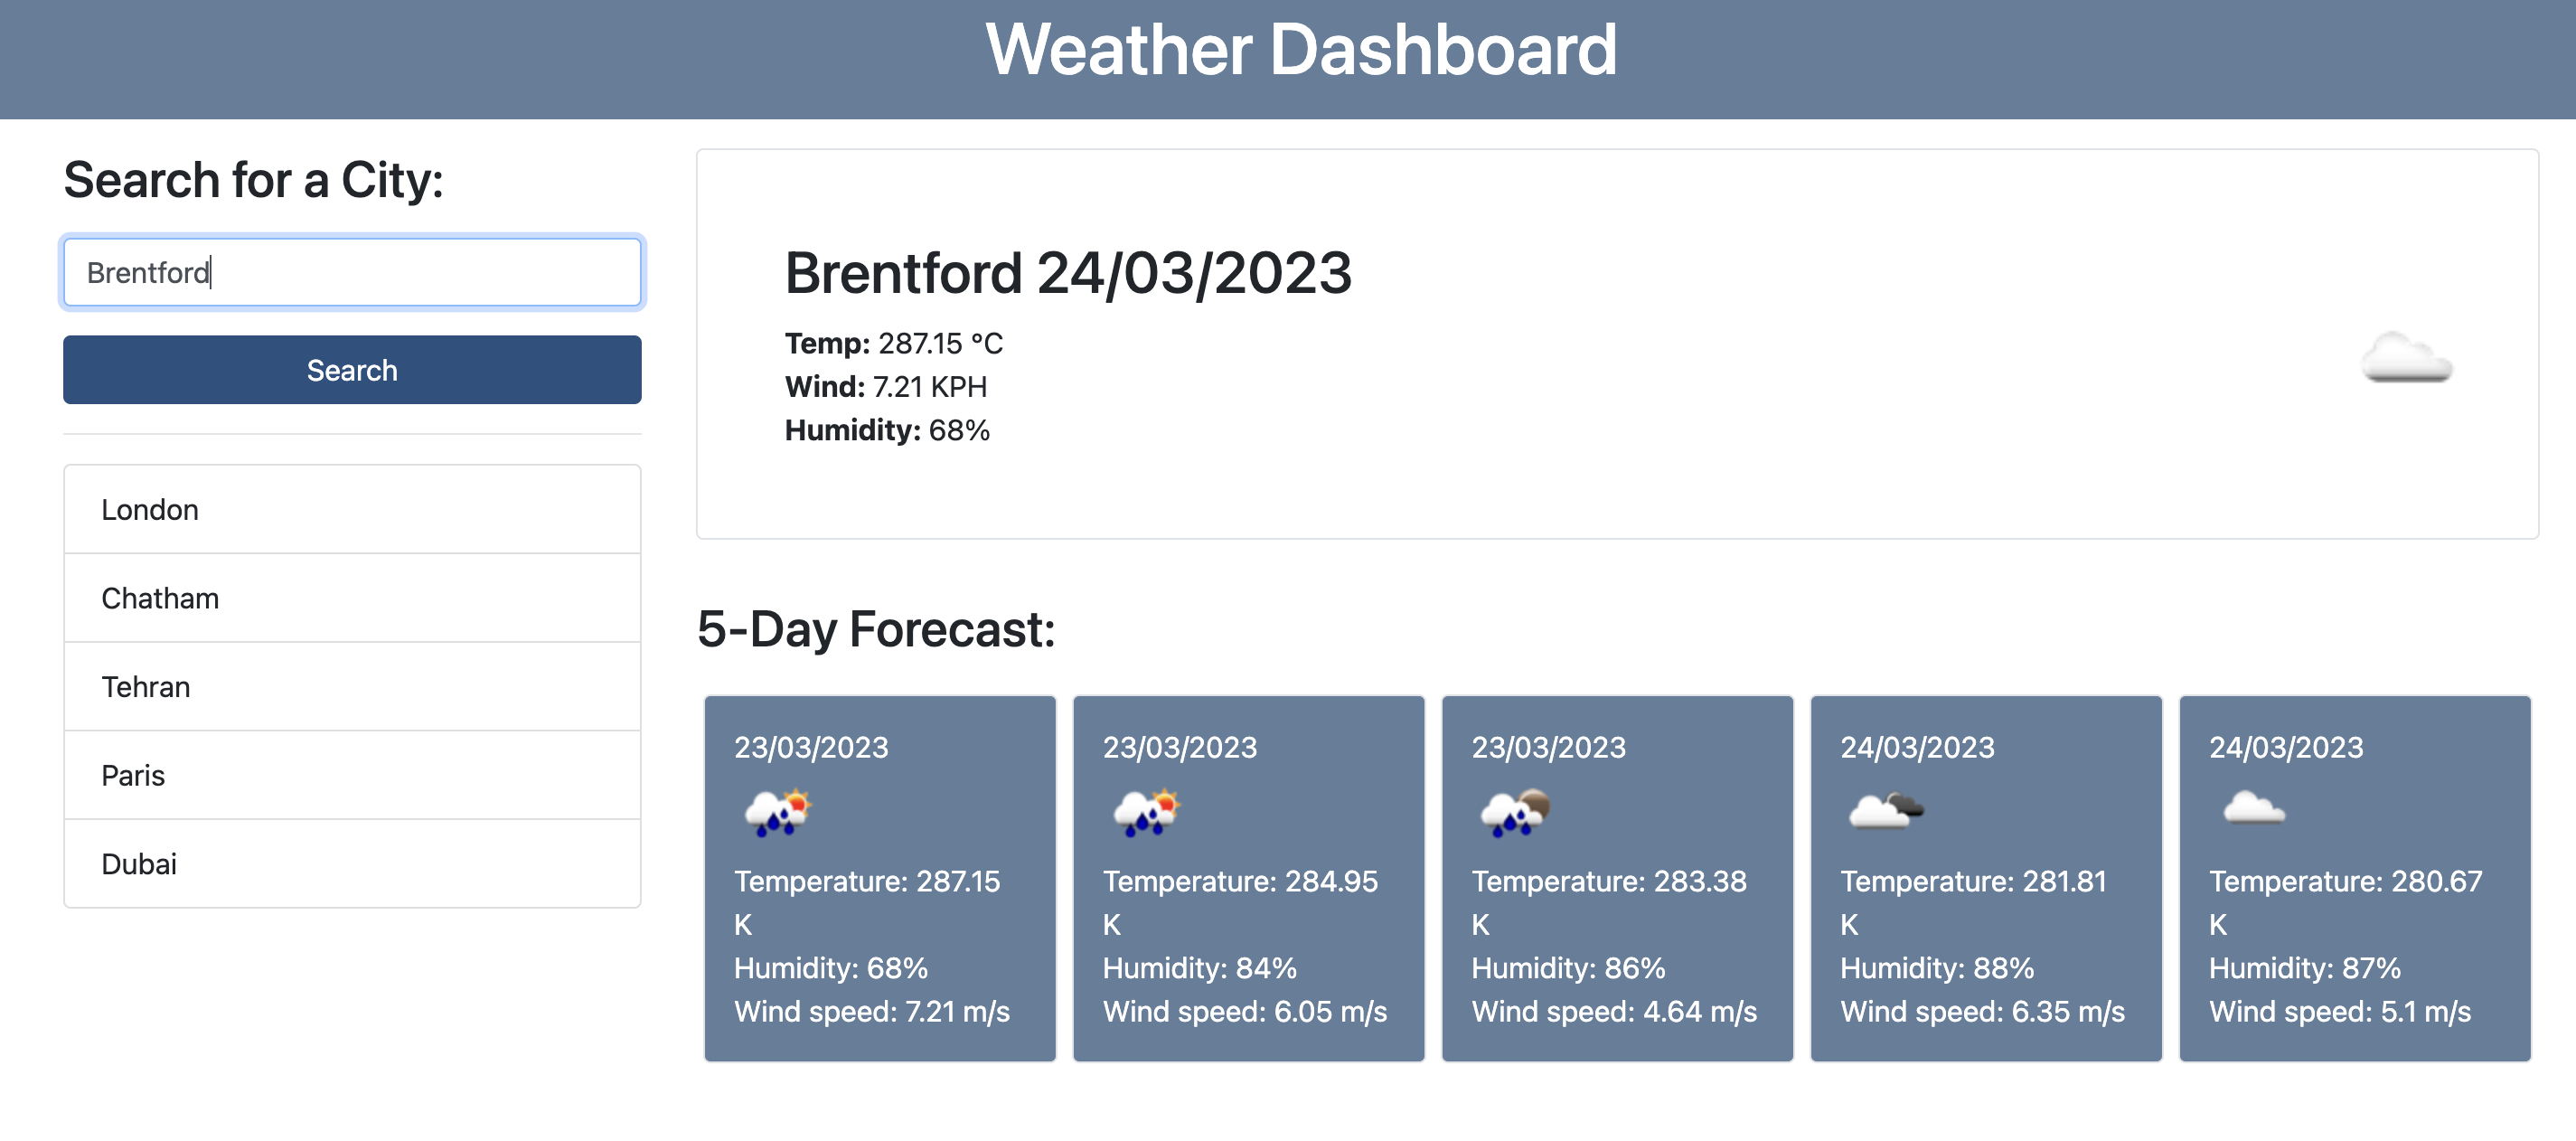 Weather Dashboard
Search for a City:
Brentford
Search
London
Chatham
Tehran
Paris
Dubai
Brentford 24/03/2023
Temp: 287.15 °C
Wind: 7.21 KPH
Humidity: 68%
5-Day Forecast:
23/03/2023
Temperature: 287.15
K
Humidity: 68%
Wind speed: 7.21 m/s
23/03/2023
Temperature: 284.95
K
Humidity: 84%
Wind speed: 6.05 m/s
23/03/2023
Temperature: 283.38
K
Humidity: 86%
Wind speed: 4.64 m/s
24/03/2023
Temperature: 281.81
K
Humidity: 88%
Wind speed: 6.35 m/s
24/03/2023
Temperature: 280.67
K
Humidity: 87%
Wind speed: 5.1 m/s